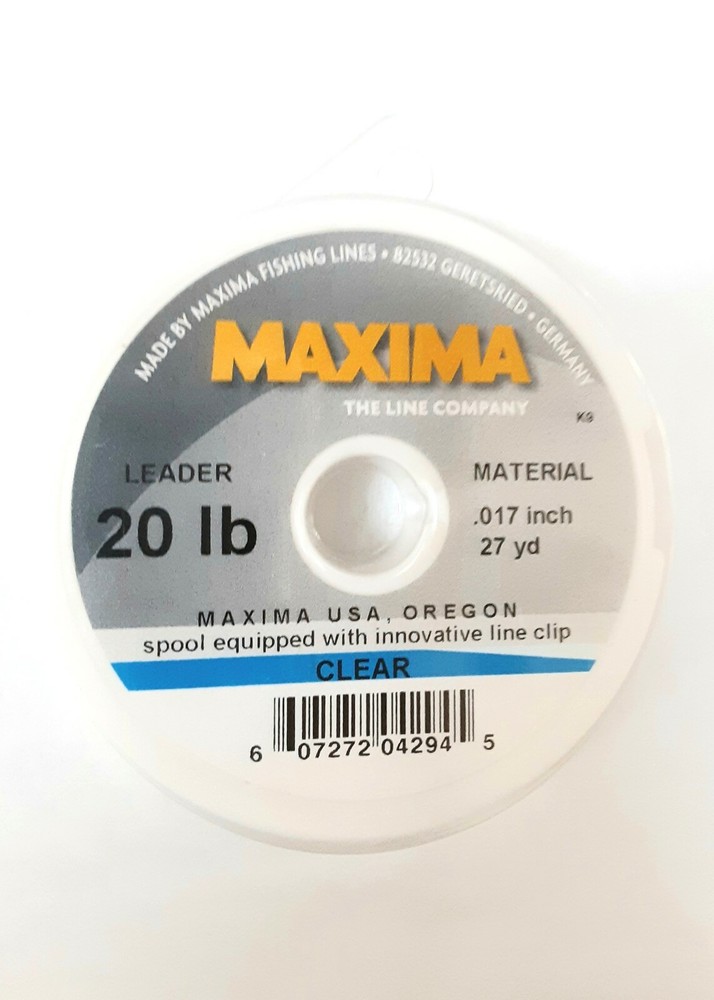 MADE BY MAXIMA FISHING LINES • 82532 GERETSRIED • GERMANY
MAXIMA
THE LINE COMPANY
K9
LEADER
MATERIAL
20 lb
.017 inch
27 yd
MAXIMA USA, OREGON
spool equipped with innovative line clip
CLEAR
6 07272 04294 5